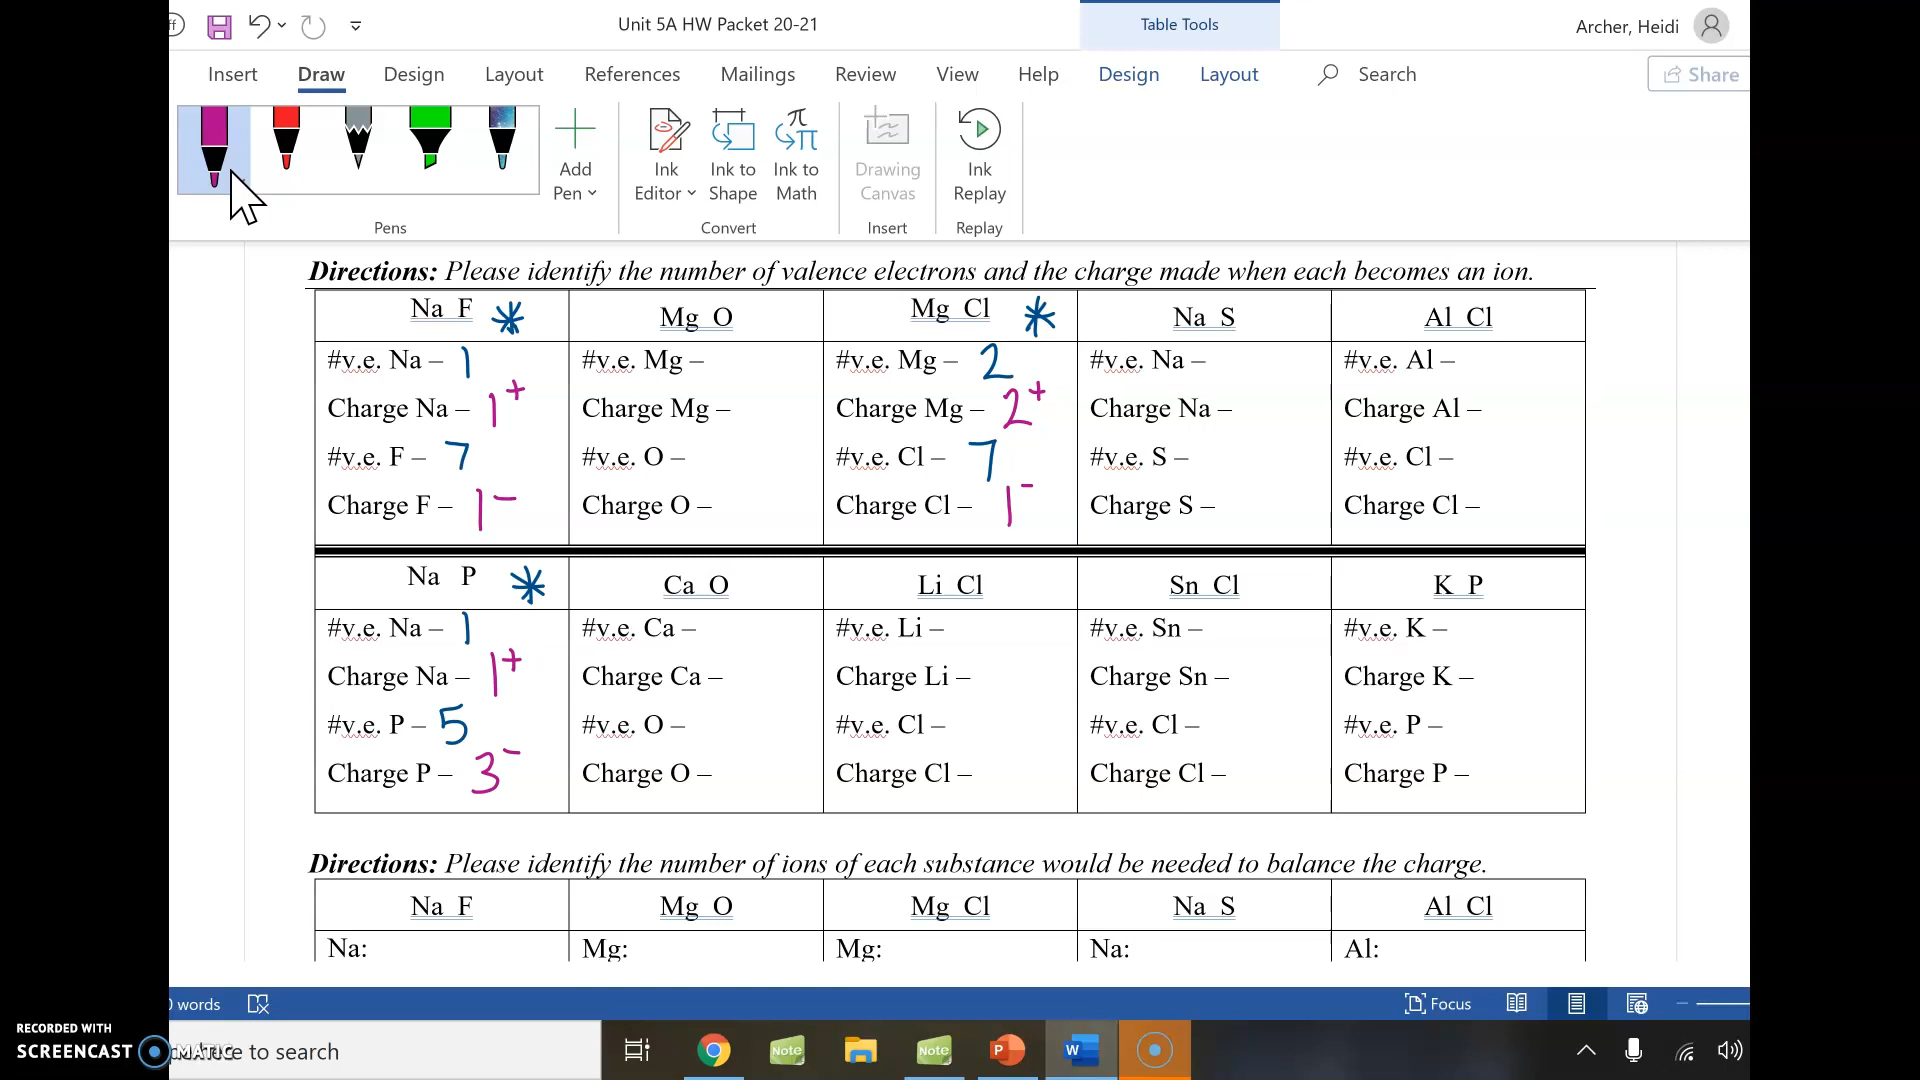 Unit 5A HW Packet 20-21
Table Tools
Archer, Heidi
Insert Draw Design Layout References Mailings Review View Help Design Layout Search Share
Add Pen
Ink Editor
Ink to Shape
Ink to Math
Drawing Canvas
Ink Replay
Pens Convert Insert Replay
Directions: Please identify the number of valence electrons and the charge made when each becomes an ion.
Na F * Mg O Mg Cl * Na S Al Cl
#v.e. Na – 1 #v.e. Mg – #v.e. Mg – 2 #v.e. Na – #v.e. Al –
Charge Na – 1+ Charge Mg – Charge Mg – 2+ Charge Na – Charge Al –
#v.e. F – 7 #v.e. O – #v.e. Cl – 7 #v.e. S – #v.e. Cl –
Charge F – 1– Charge O – Charge Cl – 1- Charge S – Charge Cl –
Na P * Ca O Li Cl Sn Cl K P
#v.e. Na – 1 #v.e. Ca – #v.e. Li – #v.e. Sn – #v.e. K –
Charge Na – 1+ Charge Ca – Charge Li – Charge Sn – Charge K –
#v.e. P – 5 #v.e. O – #v.e. Cl – #v.e. Cl – #v.e. P –
Charge P – 3- Charge O – Charge Cl – Charge Cl – Charge P –
Directions: Please identify the number of ions of each substance would be needed to balance the charge.
Na F Mg O Mg Cl Na S Al Cl
Na: Mg: Mg: Na: Al:
words Focus
RECORDED WITH
SCREENCAST MATIC
to search
Note Note